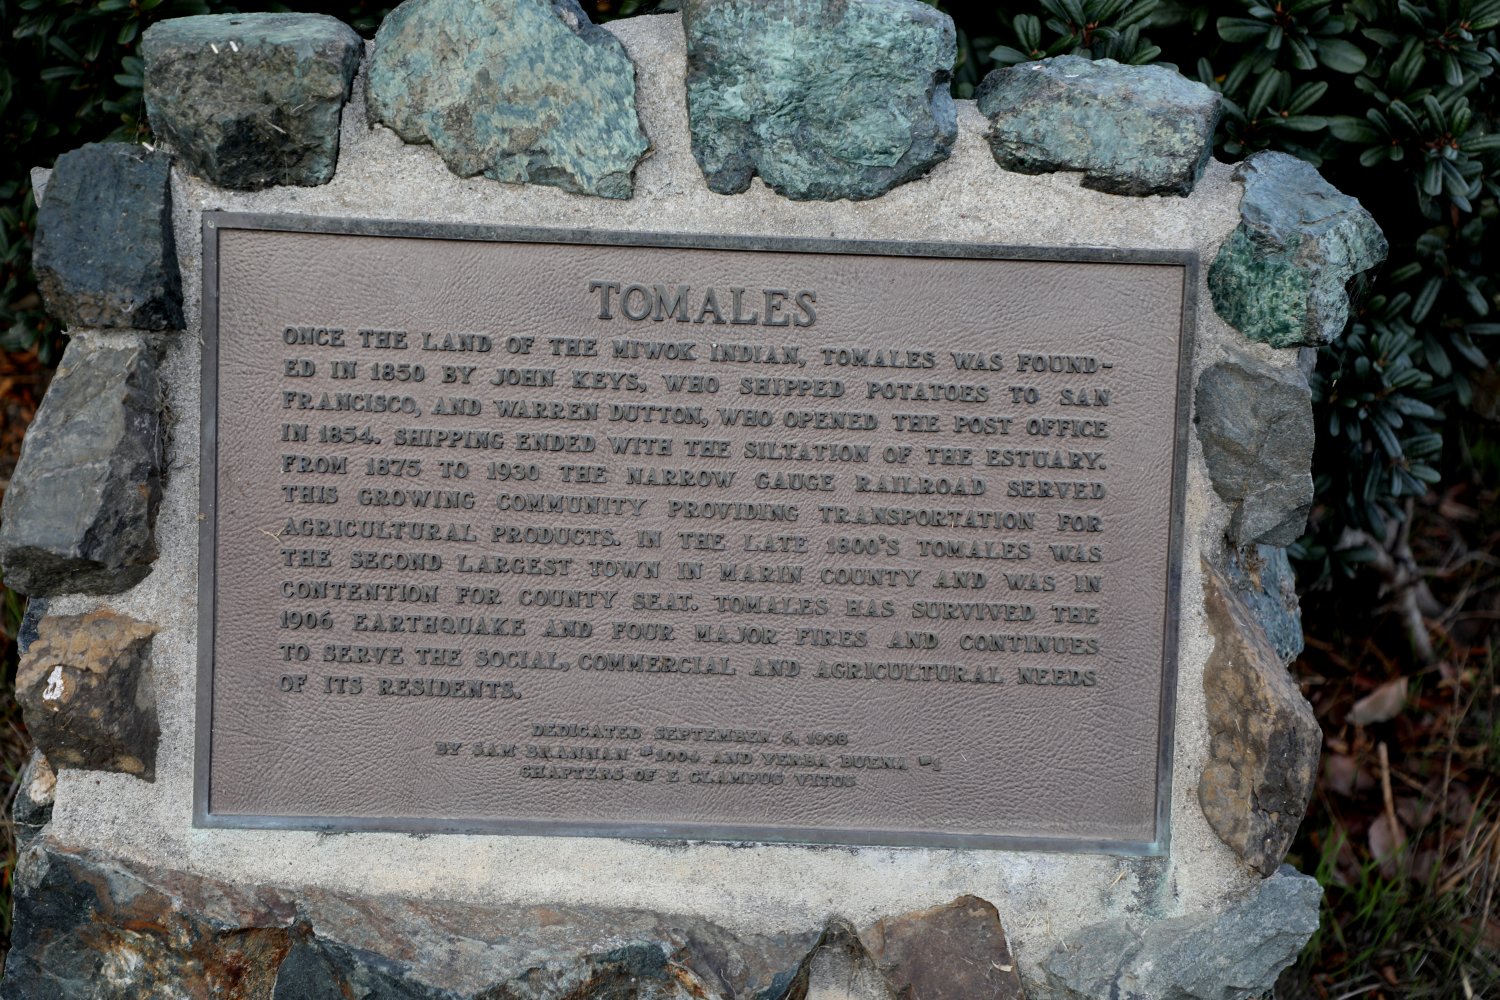 TOMALES
ONCE THE LAND OF THE MIWOK INDIAN, TOMALES WAS FOUND-
ED IN 1850 BY JOHN KEYS, WHO SHIPPED POTATOES TO SAN
FRANCISCO, AND WARREN DUTTON, WHO OPENED THE POST OFFICE
IN 1854. SHIPPING ENDED WITH THE SILTATION OF THE ESTUARY.
FROM 1875 TO 1930 THE NARROW GAUGE RAILROAD SERVED
THIS GROWING COMMUNITY PROVIDING TRANSPORTATION FOR
AGRICULTURAL PRODUCTS. IN THE LATE 1800'S TOMALES WAS
THE SECOND LARGEST TOWN IN MARIN COUNTY AND WAS IN
CONTENTION FOR COUNTY SEAT. TOMALES HAS SURVIVED THE
1906 EARTHQUAKE AND FOUR MAJOR FIRES AND CONTINUES
TO SERVE THE SOCIAL, COMMERCIAL AND AGRICULTURAL NEEDS
OF ITS RESIDENTS.
DEDICATED SEPTEMBER 6, 1998
BY SAM BRANNAN #1004 AND YERBA BUENA #1
CHAPTERS OF E CLAMPUS VITUS